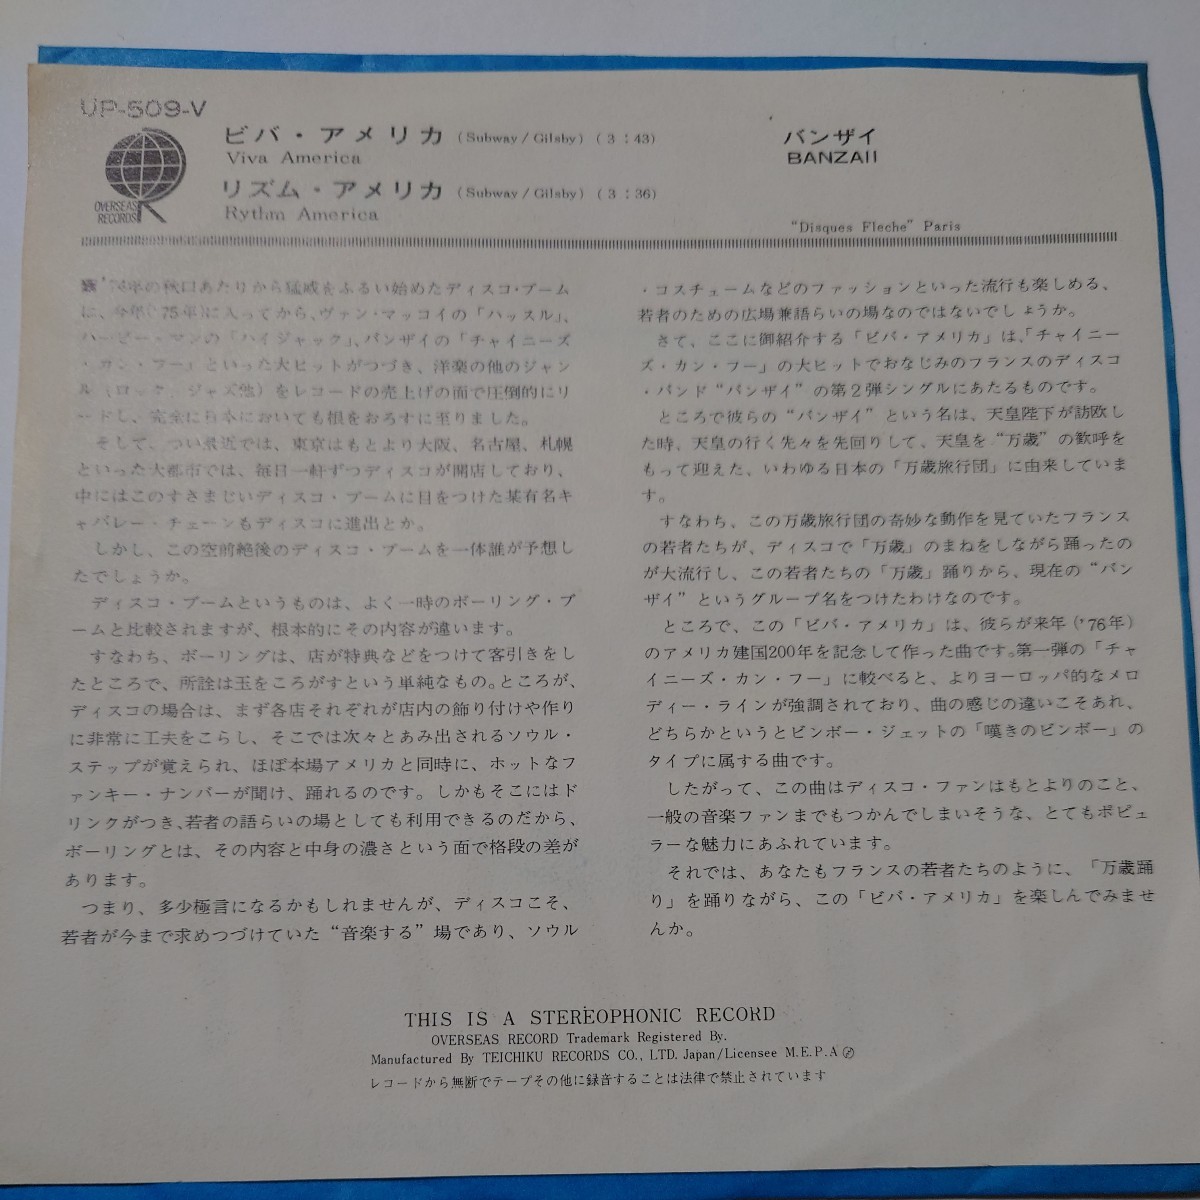 UP-509-V
OVERSEAS
RECORDS
ビバ・アメリカ (Subway/Gilsby) (3:43)
Viva America
リズム・アメリカ (Subway/Gilsby) (3:36)
Rythm America
バンザイ
BANZAII
"Disques Fleche" Paris
年の秋口あたりから猛威をふるい始めたディスコ・ブーム
に、今年('75年)に入ってから、ヴァン・マッコイの「ハッスル」、
ハービー・マンの「ハイジャック」、バンザイの「チャイニーズ
・カン・フー」といった大ヒットがつづき、洋楽の他のジャン
ル(ロック、ジャズ他)をレコードの売上げの面で圧倒的にリ
ードし、完全に日本においても根をおろすに至りました。
そして、つい最近では、東京はもとより大阪、名古屋、札幌
といった大都市では、毎日一軒ずつディスコが開店しており、
中にはこのすさまじいディスコ・ブームに目をつけた某有名キ
ャバレー・チェーンもディスコに進出とか。
しかし、この空前絶後のディスコ・ブームを一体誰が予想し
たでしょうか。
ディスコ・ブームというものは、よく一時のボーリング・ブ
ームと比較されますが、根本的にその内容が違います。
すなわち、ボーリングは、店が特典などをつけて客引きをし
たところで、所詮は玉をころがすという単純なもの。ところが、
ディスコの場合は、まず各店それぞれが店内の飾り付けや作り
に非常に工夫をこらし、そこでは次々とあみ出されるソウル・
ステップが覚えられ、ほぼ本場アメリカと同時に、ホットなフ
ァンキー・ナンバーが聞け、踊れるのです。しかもそこにはド
リンクがつき、若者の語らいの場としても利用できるのだから、
ボーリングとは、その内容と中身の濃さという面で格段の差が
あります。
つまり、多少極言になるかもしれませんが、ディスコこそ、
若者が今まで求めつづけていた“音楽する”場であり、ソウル
・コスチュームなどのファッションといった流行も楽しめる、
若者のための広場兼語らいの場なのではないでしょうか。
さて、ここに御紹介する「ビバ・アメリカ」は、「チャイニー
ズ・カン・フー」の大ヒットでおなじみのフランスのディスコ
・バンド“バンザイ”の第2弾シングルにあたるものです。
ところで彼らの“バンザイ”という名は、天皇陛下が訪欧し
た時、天皇の行く先々を先回りして、天皇を“万歳”の歓呼を
もって迎えた、いわゆる日本の「万歳旅行団」に由来していま
す。
すなわち、この万歳旅行団の奇妙な動作を見ていたフランス
の若者たちが、ディスコで「万歳」のまねをしながら踊ったの
が大流行し、この若者たちの「万歳」踊りから、現在の“バン
ザイ”というグループ名をつけたわけなのです。
ところで、この「ビバ・アメリカ」は、彼らが来年('76年)
のアメリカ建国200年を記念して作った曲です。第一弾の「チャ
イニーズ・カン・フー」に較べると、よりヨーロッパ的なメロ
ディー・ラインが強調されており、曲の感じの違いこそあれ、
どちらかというとビンボー・ジェットの「嘆きのビンボー」の
タイプに属する曲です。
したがって、この曲はディスコ・ファンはもとよりのこと、
一般の音楽ファンまでもつかんでしまいそうな、とてもポピュ
ラーな魅力にあふれています。
それでは、あなたもフランスの若者たちのように、「万歳踊
り」を踊りながら、この「ビバ・アメリカ」を楽しんでみませ
んか。
THIS IS A STEREOPHONIC RECORD
OVERSEAS RECORD Trademark Registered By.
Manufactured By TEICHIKU RECORDS CO., LTD. Japan/Licensee M.E.P.A Ⓟ
レコードから無断でテープその他に録音することは法律で禁止されています